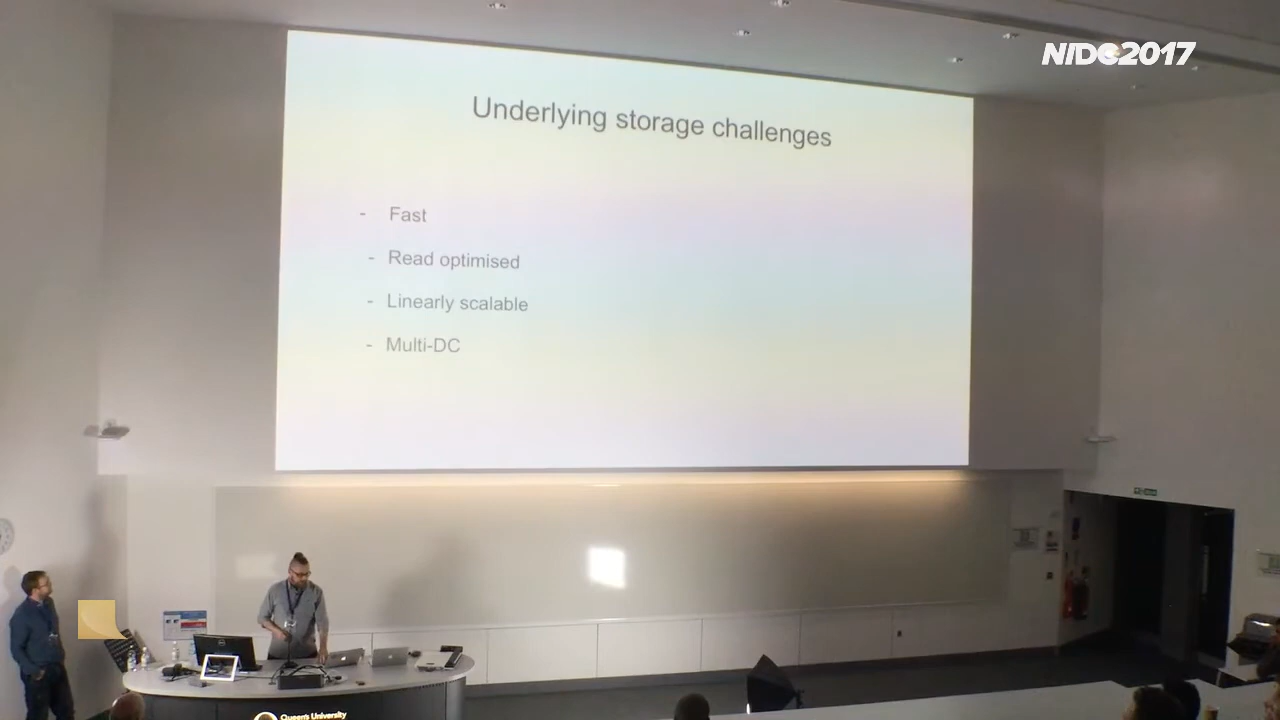 NIDC2017
Underlying storage challenges
- Fast
- Read optimised
- Linearly scalable
- Multi-DC
Queen's University